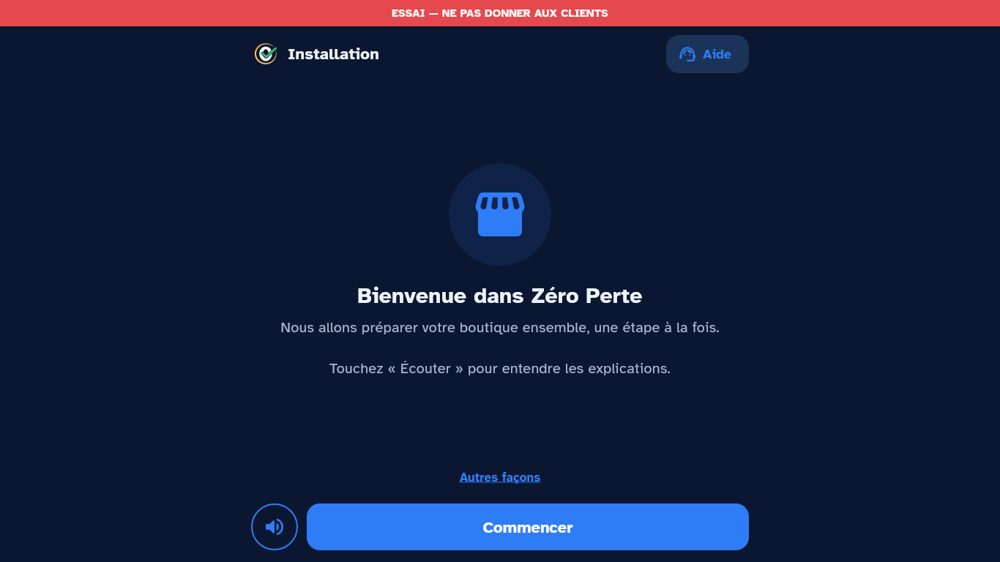 ESSAI — NE PAS DONNER AUX CLIENTS
Installation
Aide
Bienvenue dans Zéro Perte
Nous allons préparer votre boutique ensemble, une étape à la fois.
Touchez « Écouter » pour entendre les explications.
Autres façons
Commencer